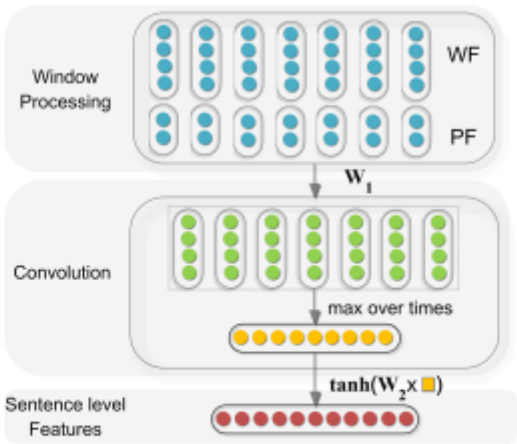 Window
Processing
WF
PF
W₁
Convolution
max over times
tanh(W₂x )
Sentence level
Features